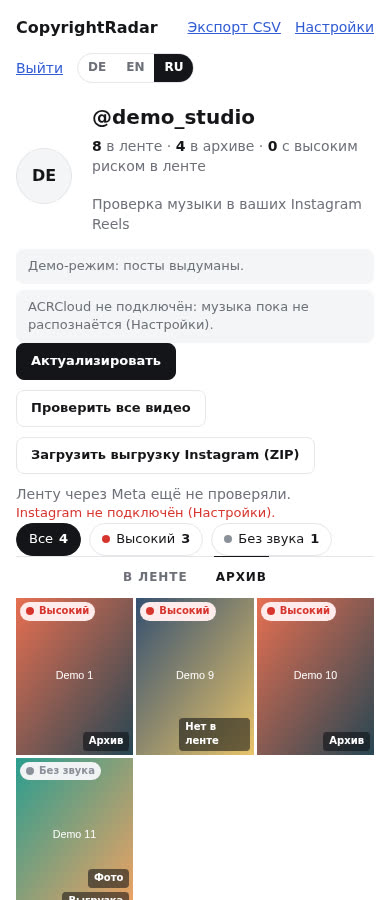 CopyrightRadar
Экспорт CSV
Настройки
Выйти
DE
EN
RU
DE
@demo_studio
8 в ленте · 4 в архиве · 0 с высоким
риском в ленте
Проверка музыки в ваших Instagram
Reels
Демо-режим: посты выдуманы.
ACRCloud не подключён: музыка пока не
распознаётся (Настройки).
Актуализировать
Проверить все видео
Загрузить выгрузку Instagram (ZIP)
Ленту через Meta ещё не проверяли.
Instagram не подключён (Настройки).
Все 4
Высокий 3
Без звука 1
В ЛЕНТЕ
АРХИВ
Высокий
Demo 1
Архив
Высокий
Demo 9
Нет в
ленте
Высокий
Demo 10
Архив
Без звука
Demo 11
Фото
Выгрузка